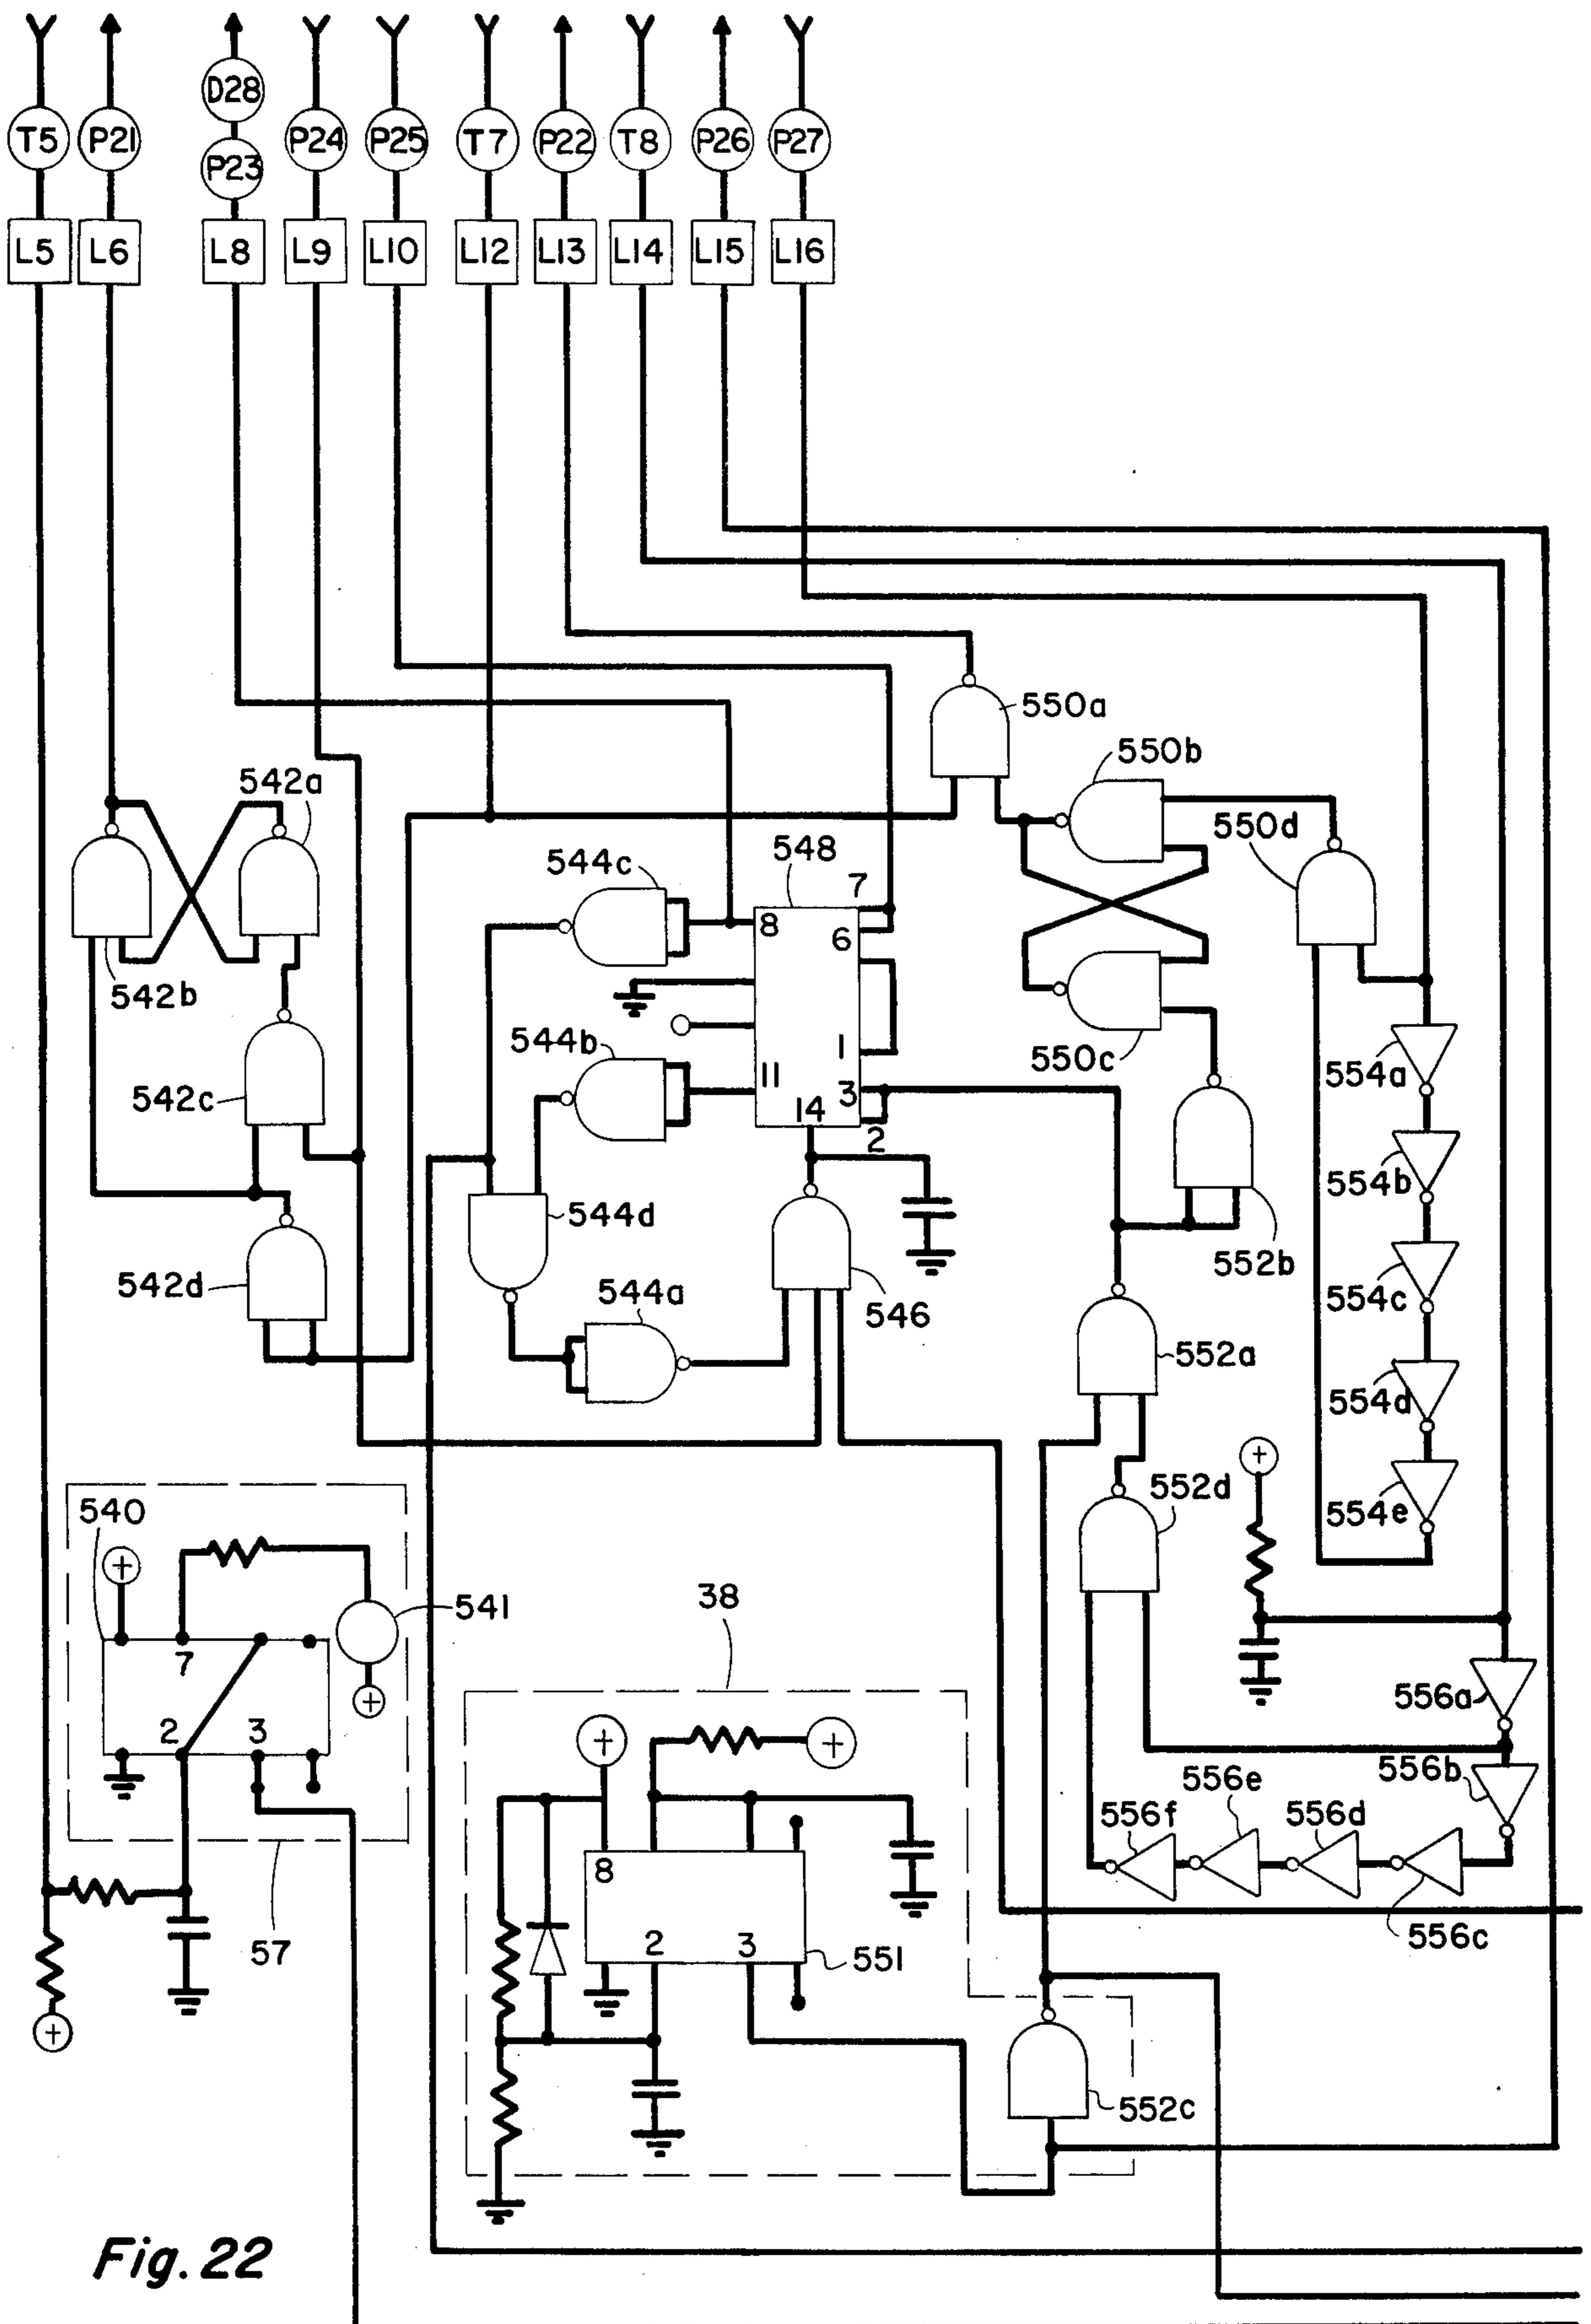 D28
T5 P21 P23 P24 P25 T7 P22 T8 P26 P27
L5 L6 L8 L9 L10 L12 L13 L14 L15 L16
550a
550b
542a
550d
544c 548
7
8
6
542b
544b
1
550c
554a
542c
11
3
14
2
554b
544d
552b
542d
544a
546
554c
552a
554d
+
552d
540
554e
+
38
541
7
556a
+
2 3
+ +
556b
556e
556f 556d
8
57
2 3
551
556c
+
552c
Fig. 22